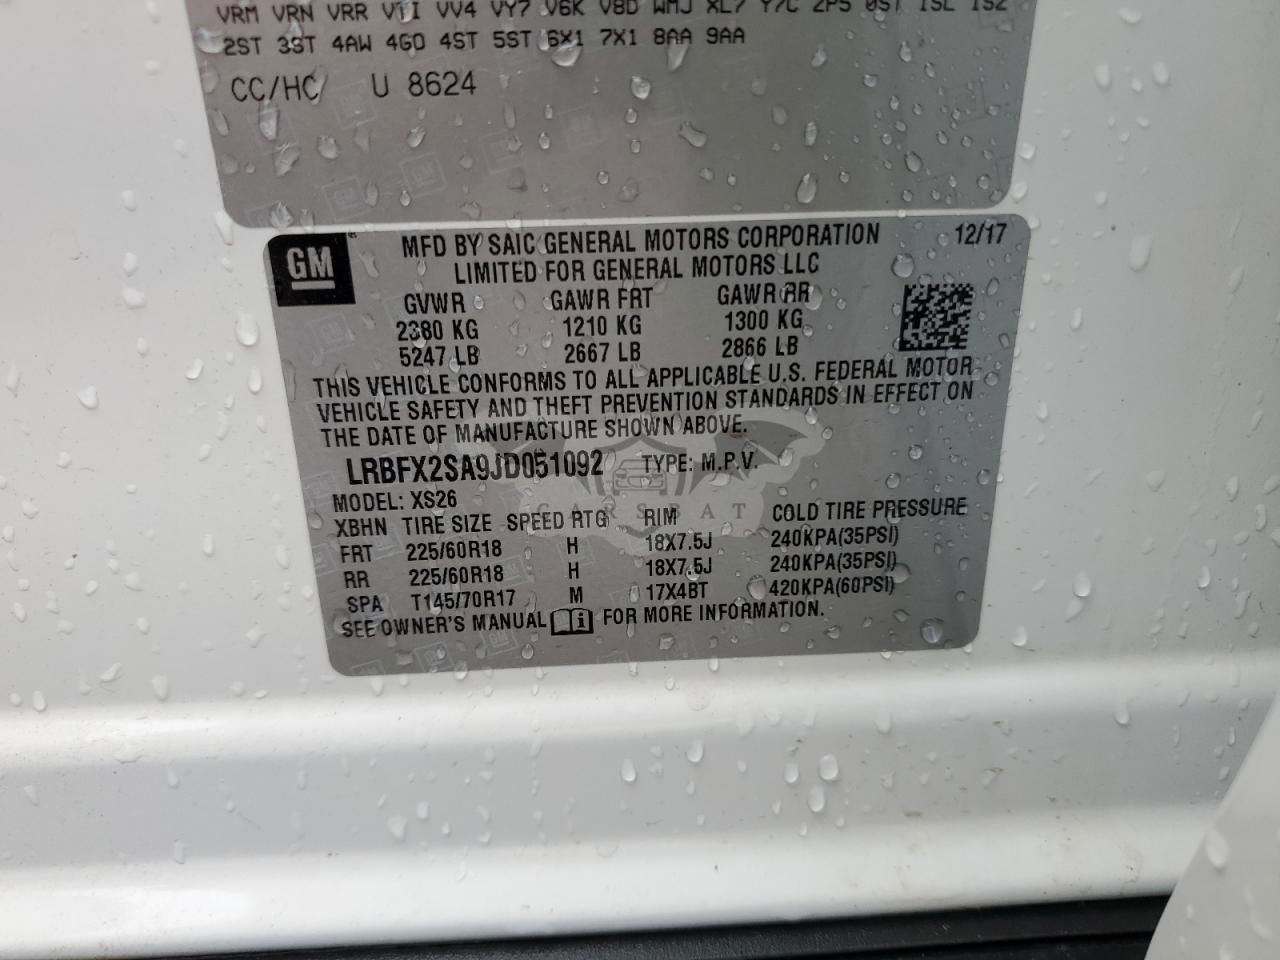 VRM VRN VRR VTI VV4 VY7 V6K V8D WMJ XL7 Y7C 2P5 0ST 1SL 1SZ
2ST 3ST 4AW 4GO 4ST 5ST 6X1 7X1 8AA 9AA
CC/HC U 8624
GM MFD BY SAIC GENERAL MOTORS CORPORATION 12/17
LIMITED FOR GENERAL MOTORS LLC
GVWR GAWR FRT GAWR RR
2380 KG 1210 KG 1300 KG
5247 LB 2667 LB 2866 LB
THIS VEHICLE CONFORMS TO ALL APPLICABLE U.S. FEDERAL MOTOR
VEHICLE SAFETY AND THEFT PREVENTION STANDARDS IN EFFECT ON
THE DATE OF MANUFACTURE SHOWN ABOVE.
LRBFX2SA9JD051092 TYPE: M.P.V.
MODEL: XS26
CARSBAT
XBHN TIRE SIZE SPEED RTG RIM COLD TIRE PRESSURE
FRT 225/60R18 H 18X7.5J 240KPA(35PSI)
RR 225/60R18 H 18X7.5J 240KPA(35PSI)
SPA T145/70R17 M 17X4BT 420KPA(60PSI)
SEE OWNER'S MANUAL FOR MORE INFORMATION.